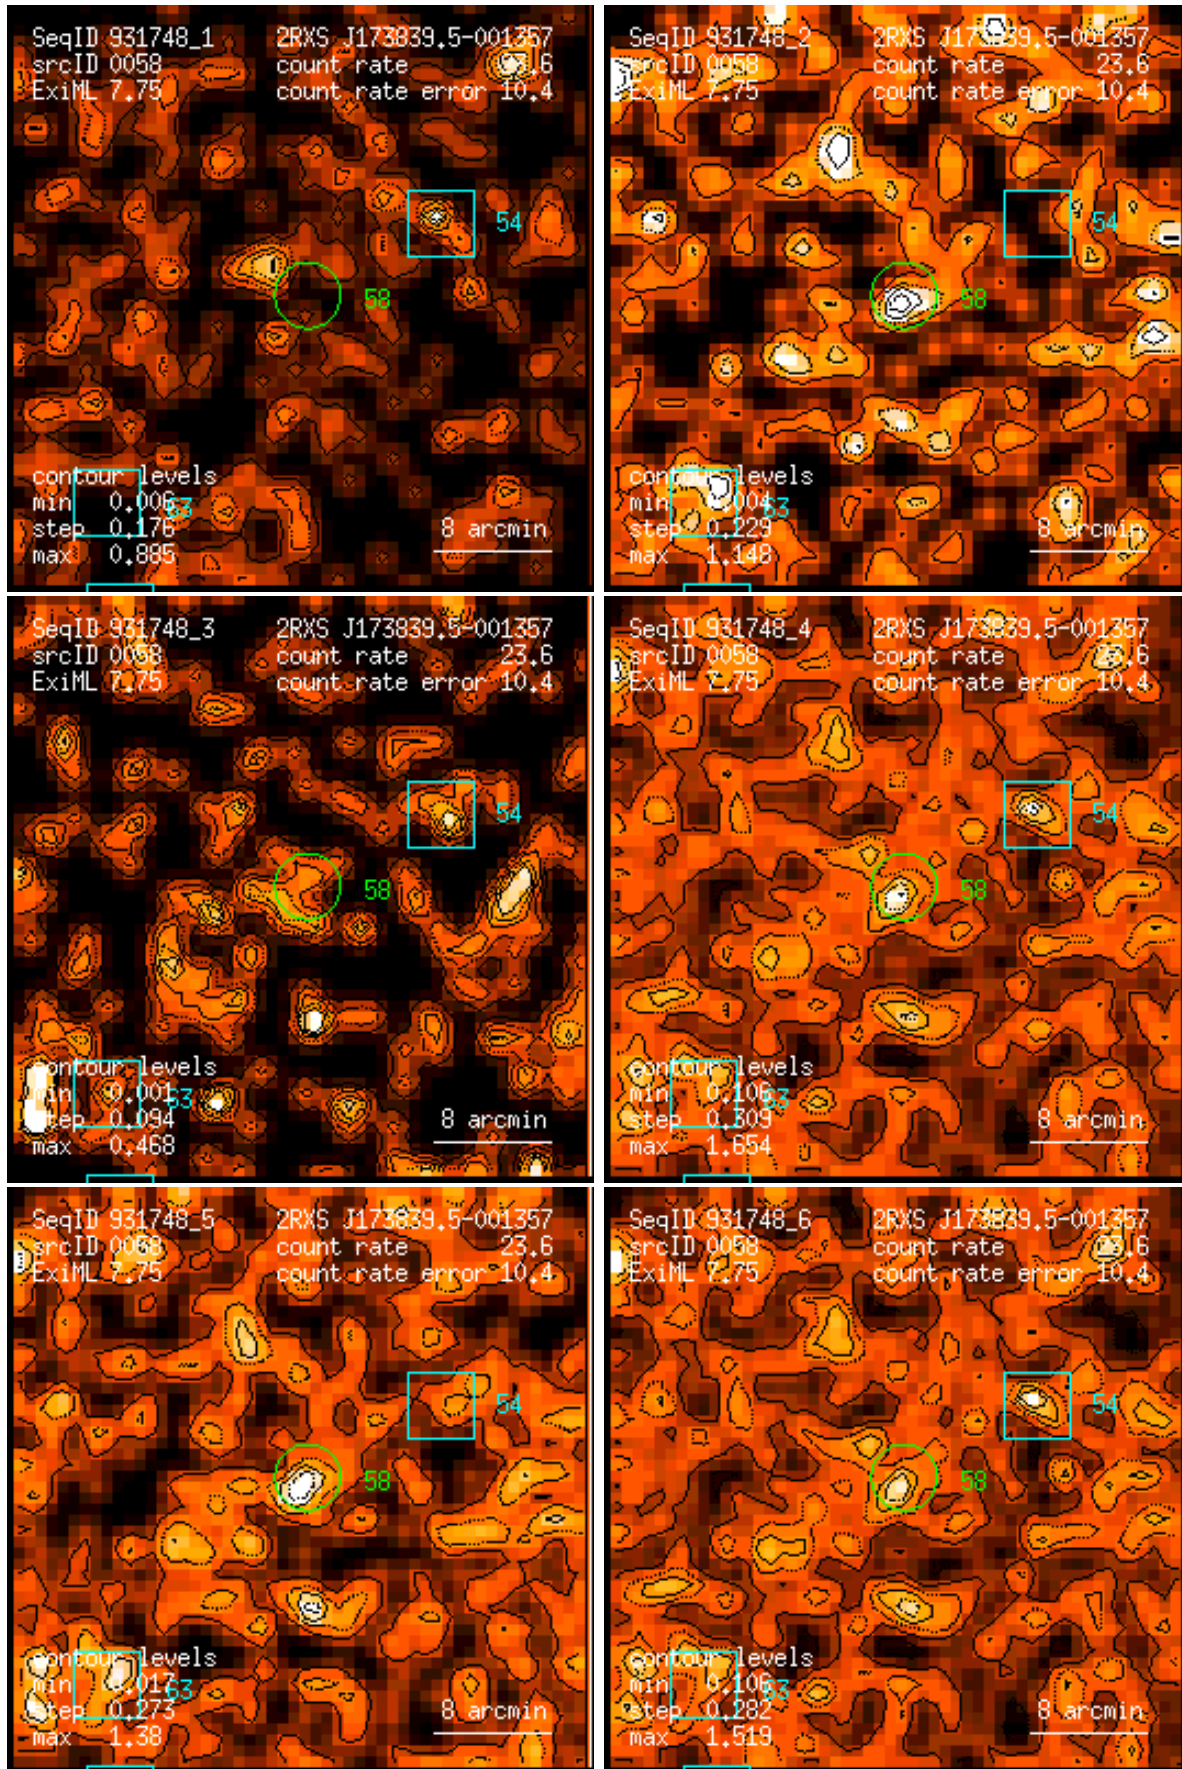 SeqID 931748_1 2RXS J173839.5-001357
srcID 0058 count rate 23.6
ExiML 7.75 count rate error 10.4
54
58
contour levels
min 0.006
63
step 0.176
8 arcmin
max 0.885
SeqID 931748_2 2RXS J173839.5-001357
srcID 0058 count rate 23.6
ExiML 7.75 count rate error 10.4
54
58
contour levels
min 0.004
63
step 0.229
8 arcmin
max 1.148
SeqID 931748_3 2RXS J173839.5-001357
srcID 0058 count rate 23.6
ExiML 7.75 count rate error 10.4
54
58
contour levels
min 0.001
63
step 0.094
8 arcmin
max 0.468
SeqID 931748_4 2RXS J173839.5-001357
srcID 0058 count rate 23.6
ExiML 7.75 count rate error 10.4
54
58
contour levels
min 0.106
63
step 0.309
8 arcmin
max 1.654
SeqID 931748_5 2RXS J173839.5-001357
srcID 0058 count rate 23.6
ExiML 7.75 count rate error 10.4
54
58
contour levels
min 0.017
63
step 0.273
8 arcmin
max 1.38
SeqID 931748_6 2RXS J173839.5-001357
srcID 0058 count rate 23.6
ExiML 7.75 count rate error 10.4
54
58
contour levels
min 0.106
63
step 0.282
8 arcmin
max 1.519